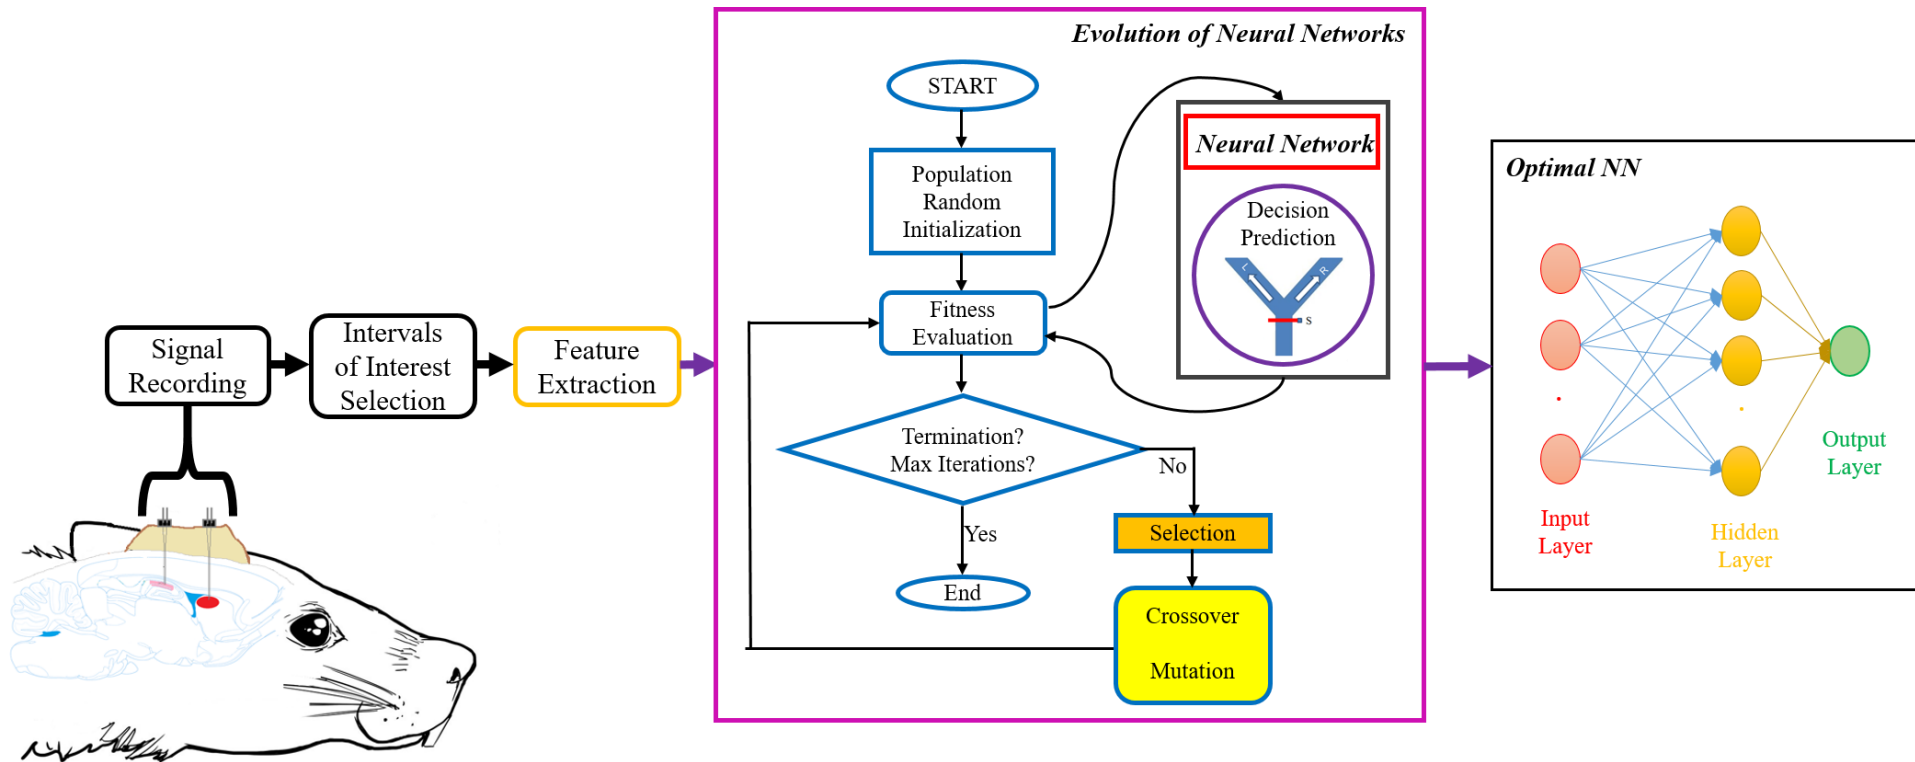 Evolution of Neural Networks
START
Population
Random
Initialization
Fitness
Evaluation
Termination?
Max Iterations?
No
Yes
End
Selection
Crossover
Mutation
Neural Network
Decision
Prediction
L
R
S
Signal
Recording
Intervals
of Interest
Selection
Feature
Extraction
Optimal NN
Input
Layer
Hidden
Layer
Output
Layer